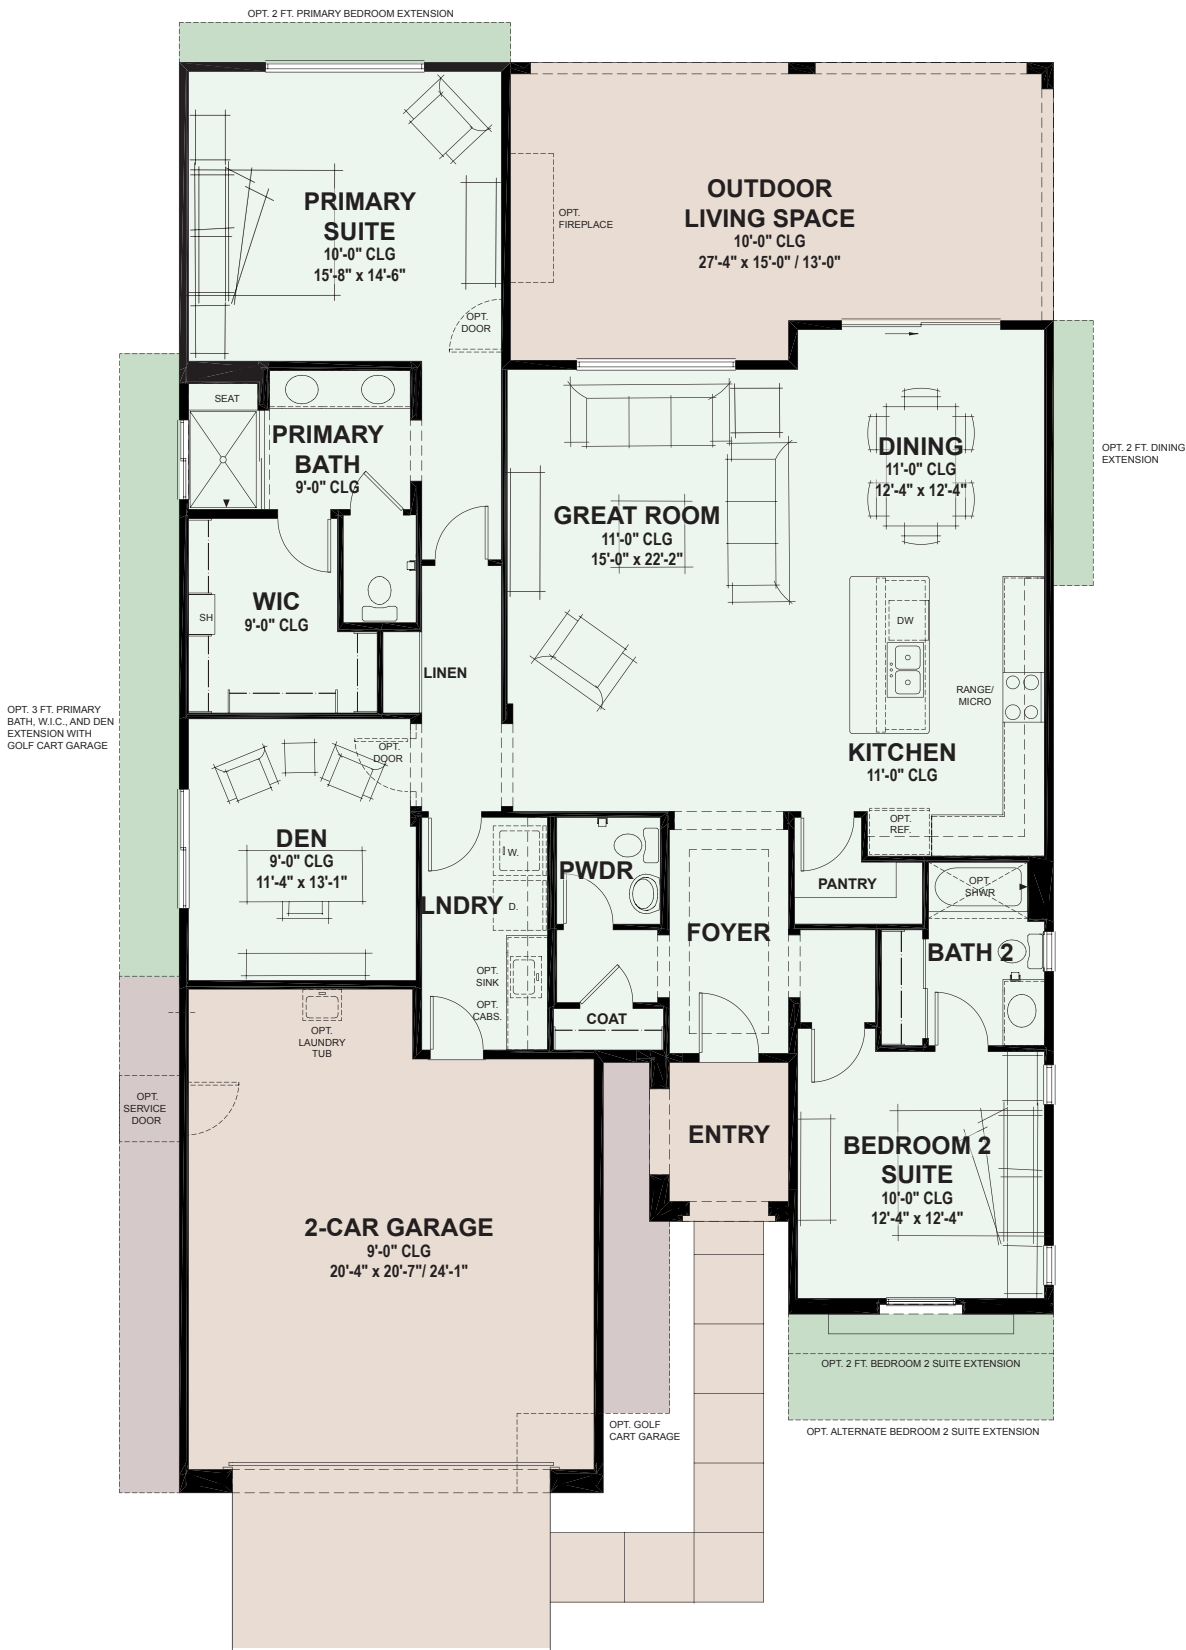 OPT. 2 FT. PRIMARY BEDROOM EXTENSION
PRIMARY
SUITE
10'-0" CLG
15'-8" x 14'-6"
OUTDOOR
LIVING SPACE
10'-0" CLG
27'-4" x 15'-0" / 13'-0"
OPT.
FIREPLACE
OPT.
DOOR
SEAT
PRIMARY
BATH
9'-0" CLG
DINING
11'-0" CLG
12'-4" x 12'-4"
OPT. 2 FT. DINING
EXTENSION
GREAT ROOM
11'-0" CLG
15'-0" x 22'-2"
WIC
9'-0" CLG
SH
DW
LINEN
RANGE/
MICRO
OPT. 3 FT. PRIMARY
BATH, W.I.C., AND DEN
EXTENSION WITH
GOLF CART GARAGE
OPT.
DOOR
KITCHEN
11'-0" CLG
OPT.
REF.
DEN
9'-0" CLG
11'-4" x 13'-1"
W.
D.
LNDRY
PWDR
PANTRY
OPT.
SHWR
FOYER
BATH 2
OPT.
SINK
OPT.
CABS.
COAT
OPT.
LAUNDRY
TUB
OPT.
SERVICE
DOOR
ENTRY
BEDROOM 2
SUITE
10'-0" CLG
12'-4" x 12'-4"
2-CAR GARAGE
9'-0" CLG
20'-4" x 20'-7"/ 24'-1"
OPT. 2 FT. BEDROOM 2 SUITE EXTENSION
OPT. GOLF
CART GARAGE
OPT. ALTERNATE BEDROOM 2 SUITE EXTENSION